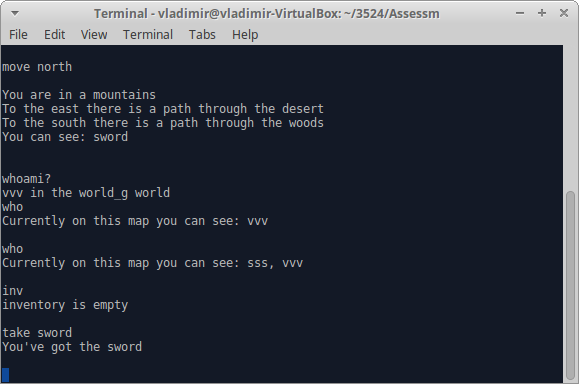 Terminal - vladimir@vladimir-VirtualBox: ~/3524/Assessm
File Edit View Terminal Tabs Help
move north
You are in a mountains
To the east there is a path through the desert
To the south there is a path through the woods
You can see: sword
whoami?
vvv in the world_g world
who
Currently on this map you can see: vvv
who
Currently on this map you can see: sss, vvv
inv
inventory is empty
take sword
You've got the sword